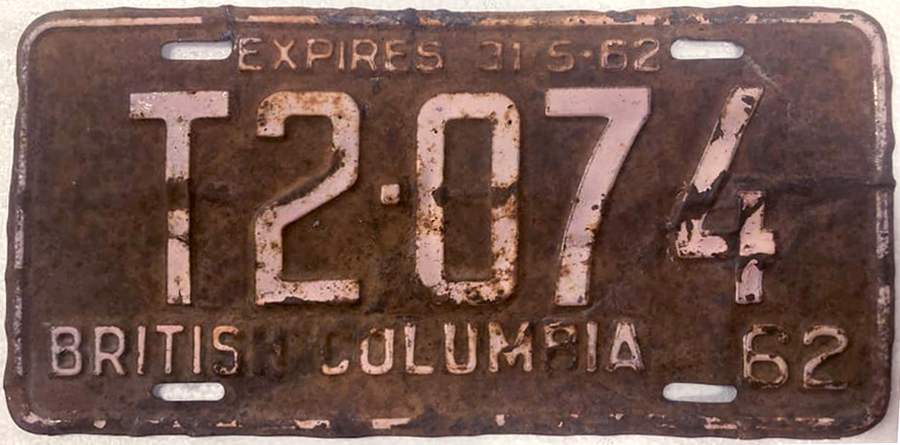 EXPIRES 31·5·62
T2·074
BRITISH COLUMBIA 62